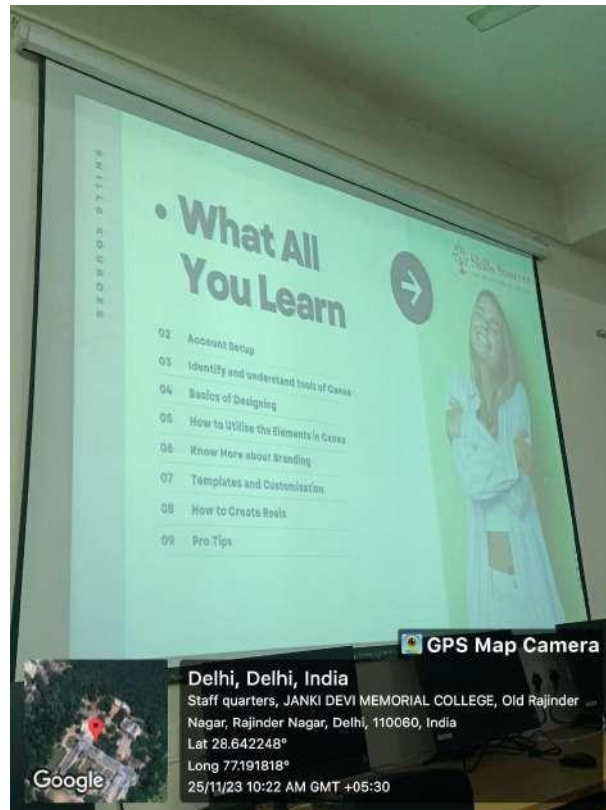 SKILLS SOURCES
• What All
You Learn
Skills Sources
02 Account Setup
03 Identify and understand tools of Canva
04 Basics of Designing
05 How to Utilise the Elements in Canva
06 Know More about Branding
07 Templates and Customisation
08 How to Create Reels
09 Pro Tips
GPS Map Camera
Delhi, Delhi, India
Staff quarters, JANKI DEVI MEMORIAL COLLEGE, Old Rajinder
Nagar, Rajinder Nagar, Delhi, 110060, India
Lat 28.642248°
Long 77.191818°
25/11/23 10:22 AM GMT +05:30
Google